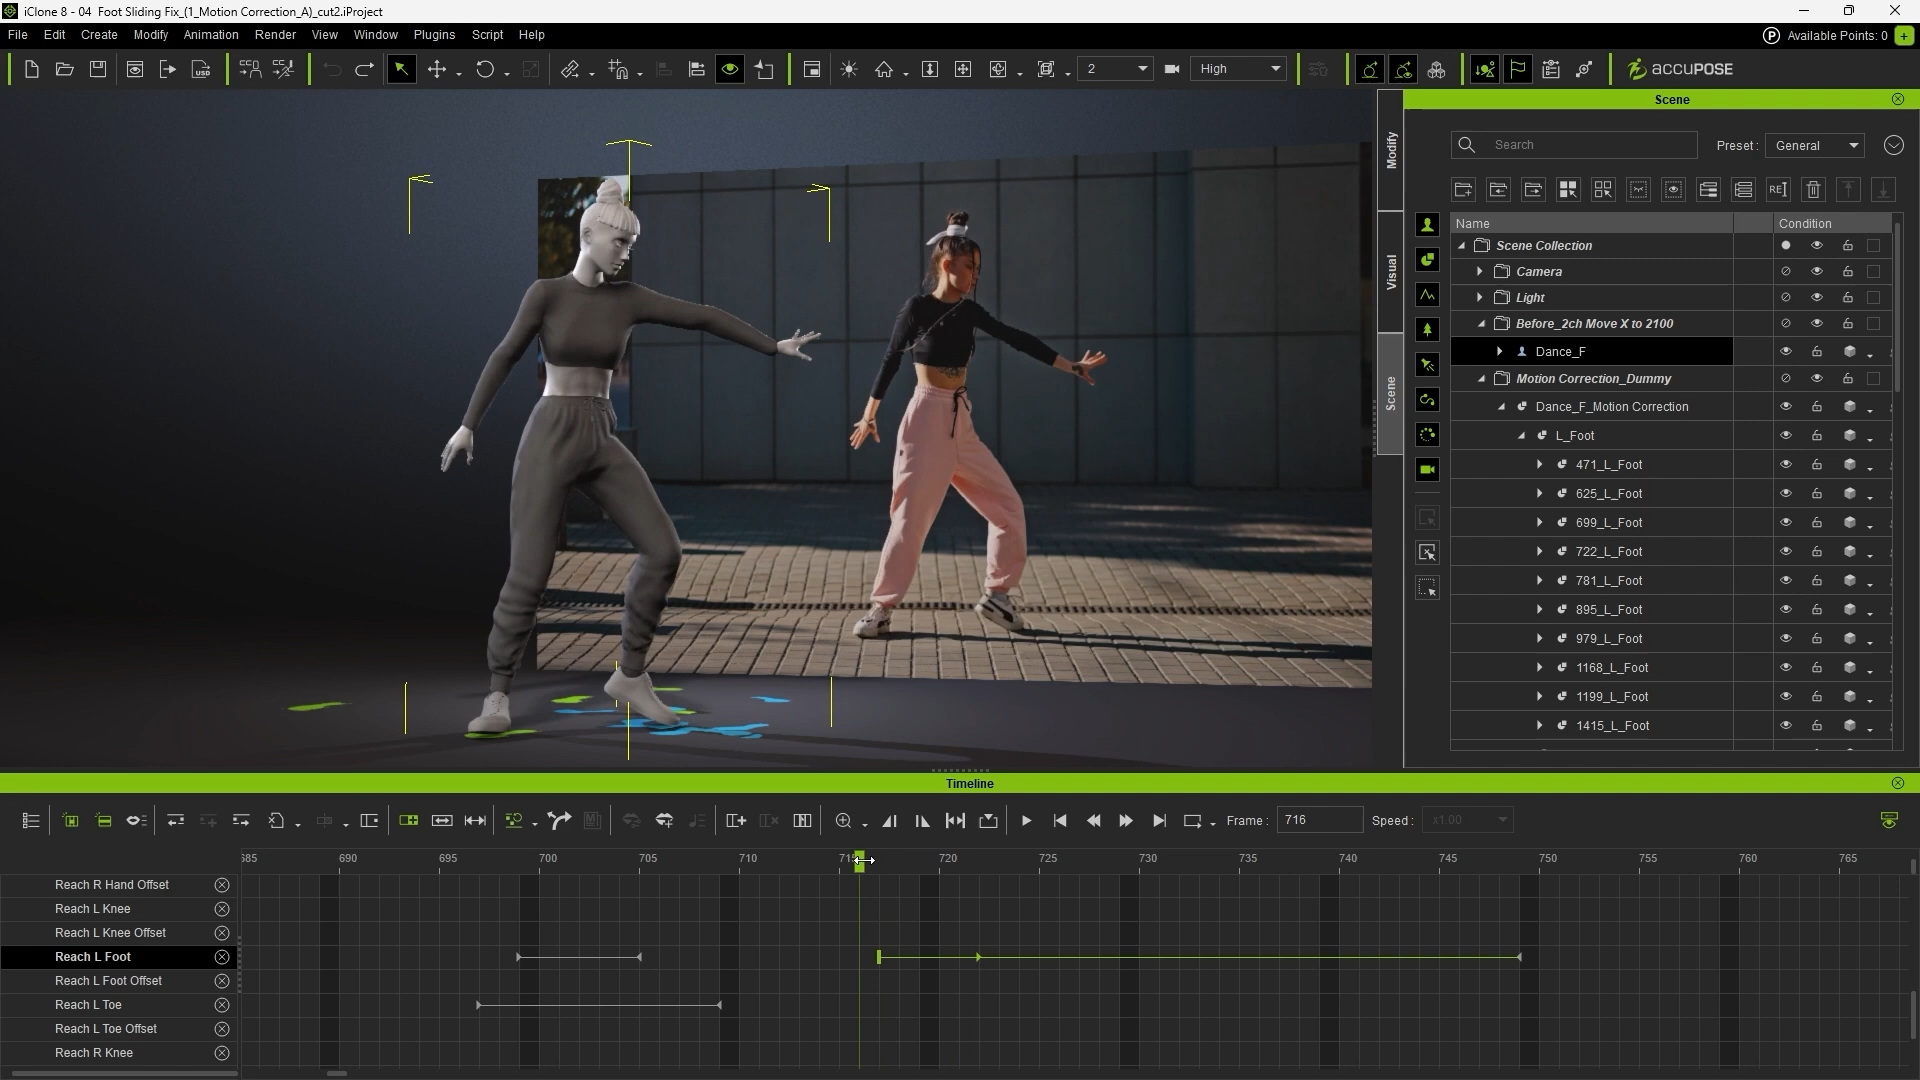 iClone 8 - 04 Foot Sliding Fix_(1_Motion Correction_A)_cut2.iProject
File Edit Create Modify Animation Render View Window Plugins Script Help
P Available Points: 0 +
USD 2 High ACCUPOSE
Scene
Modify
Visual
Scene
Search Preset : General
REI
Name Condition
Scene Collection
Camera
Light
Before_2ch Move X to 2100
Dance_F
Motion Correction_Dummy
Dance_F_Motion Correction
L_Foot
471_L_Foot
625_L_Foot
699_L_Foot
722_L_Foot
781_L_Foot
895_L_Foot
979_L_Foot
1168_L_Foot
1199_L_Foot
1415_L_Foot
Timeline
Frame : 716 Speed : x1.00
690 695 700 705 710 720 725 730 735 740 745 750 755 760 765
Reach R Hand Offset
Reach L Knee
Reach L Knee Offset
Reach L Foot
Reach L Foot Offset
Reach L Toe
Reach L Toe Offset
Reach R Knee